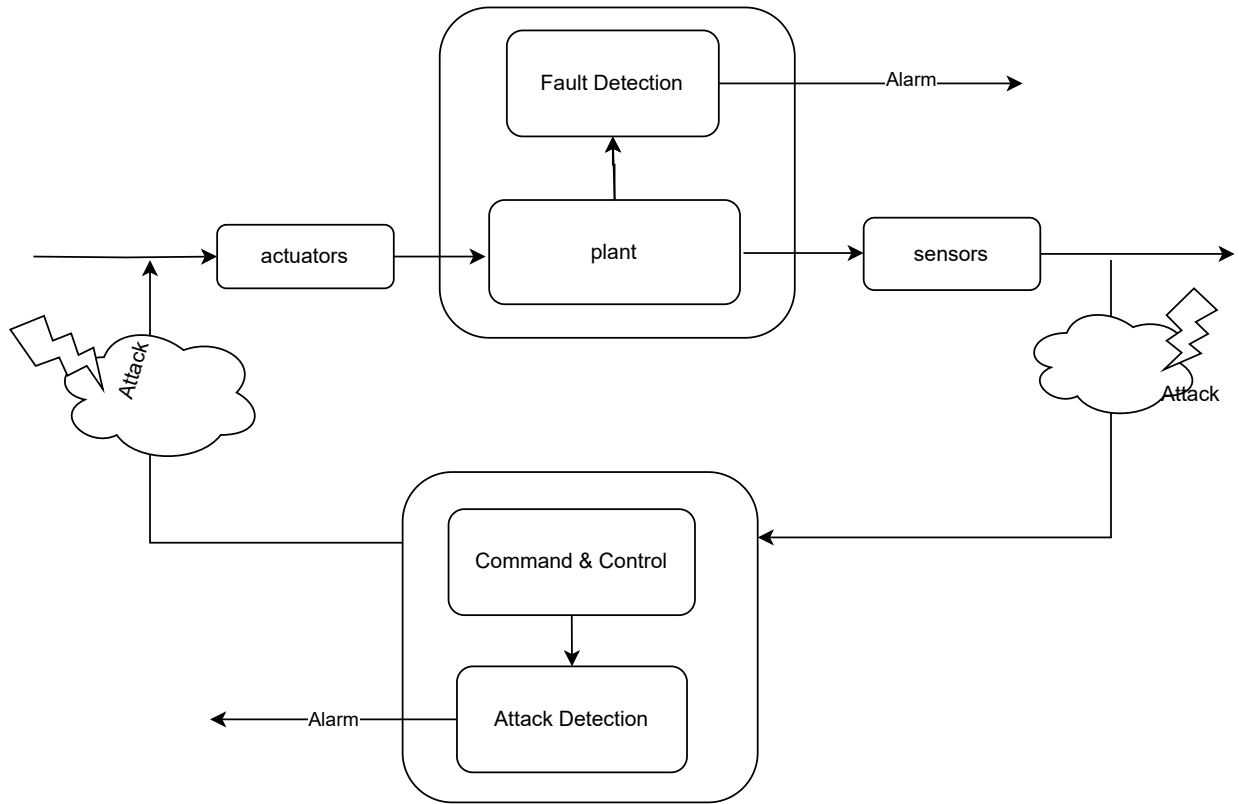 Fault Detection
Alarm
actuators
plant
sensors
Attack
Attack
Command & Control
Alarm
Attack Detection